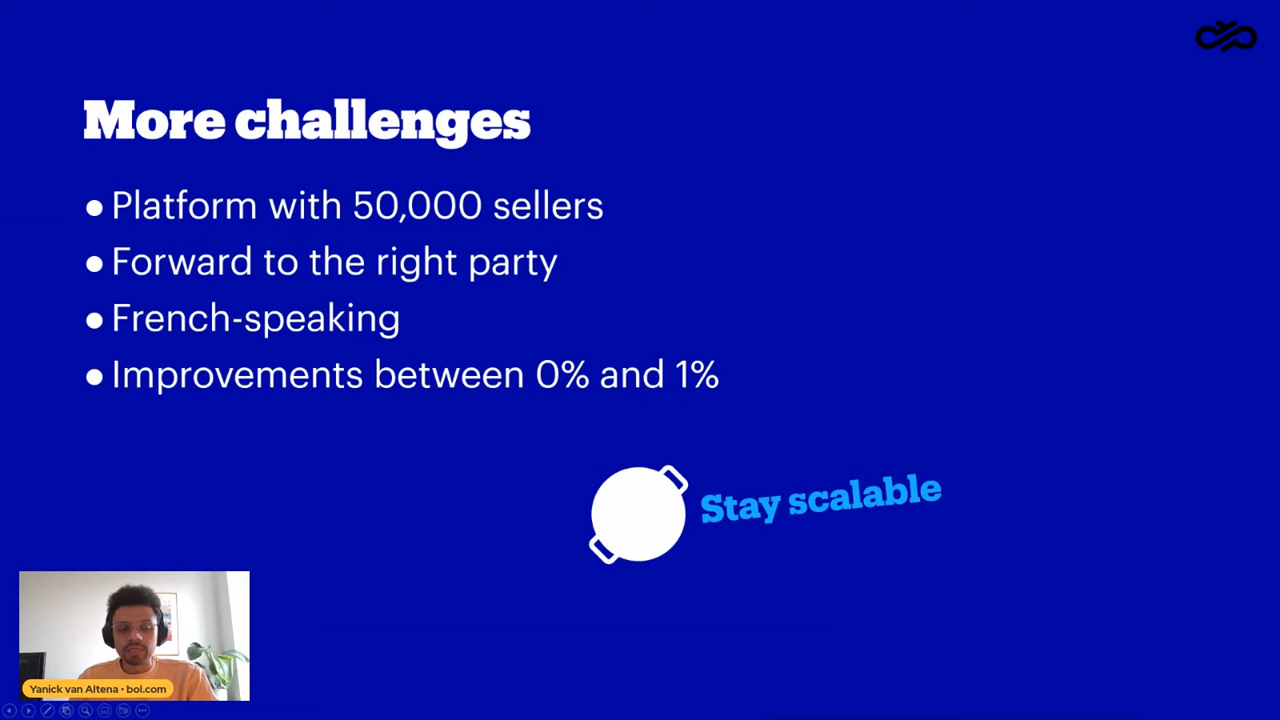 More challenges
● Platform with 50,000 sellers
● Forward to the right party
● French-speaking
● Improvements between 0% and 1%
Stay scalable
Yanick van Altena • bol.com